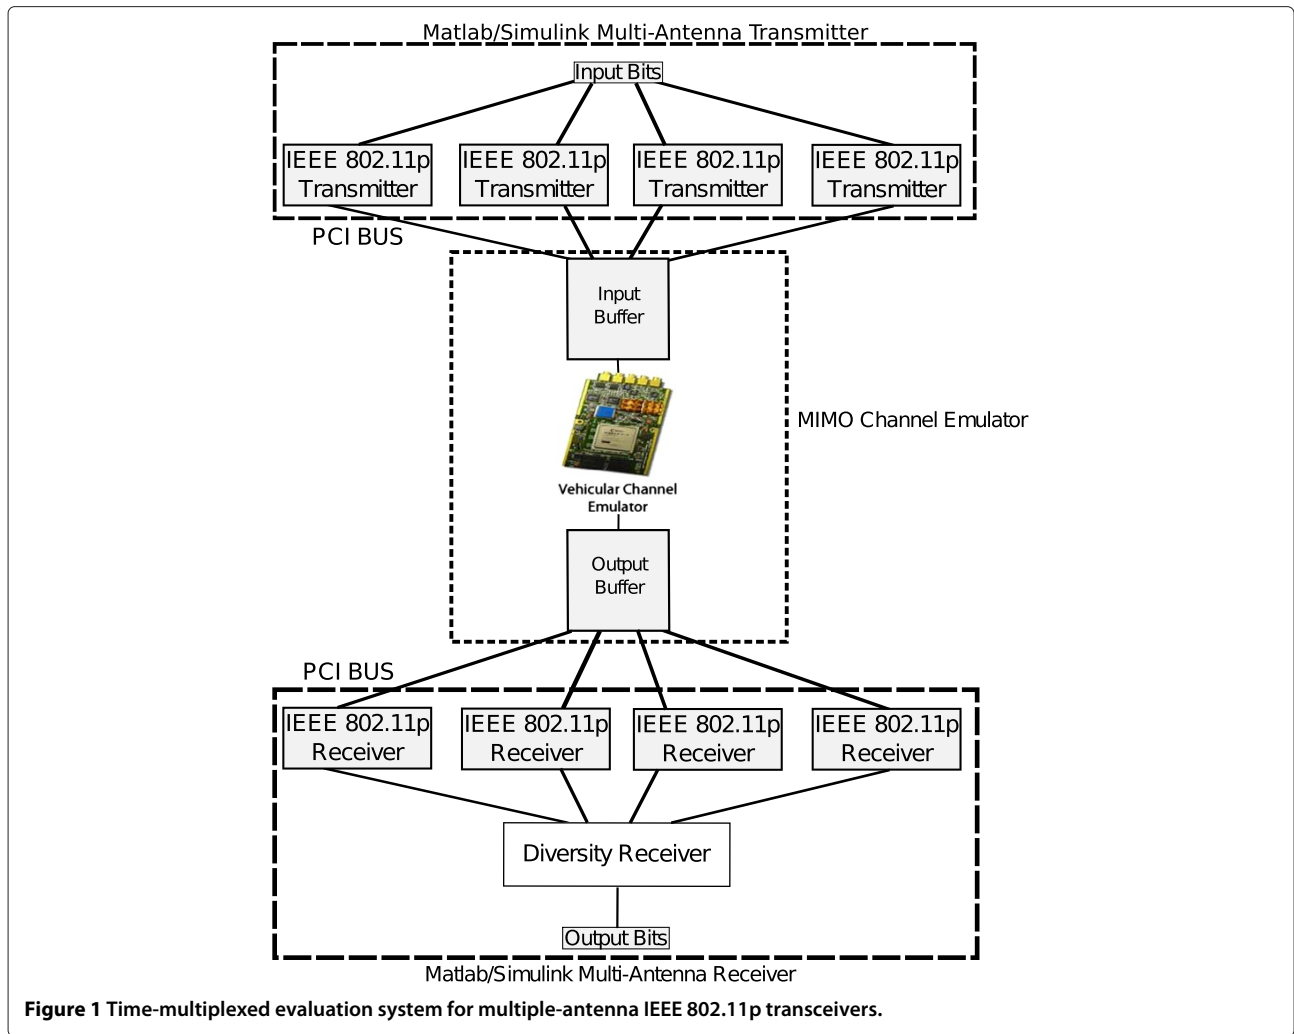 Matlab/Simulink Multi-Antenna Transmitter
Input Bits
IEEE 802.11p
Transmitter
IEEE 802.11p
Transmitter
IEEE 802.11p
Transmitter
IEEE 802.11p
Transmitter
PCI BUS
Input
Buffer
MIMO Channel Emulator
Vehicular Channel
Emulator
Output
Buffer
PCI BUS
IEEE 802.11p
Receiver
IEEE 802.11p
Receiver
IEEE 802.11p
Receiver
IEEE 802.11p
Receiver
Diversity Receiver
Output Bits
Matlab/Simulink Multi-Antenna Receiver
Figure 1 Time-multiplexed evaluation system for multiple-antenna IEEE 802.11p transceivers.